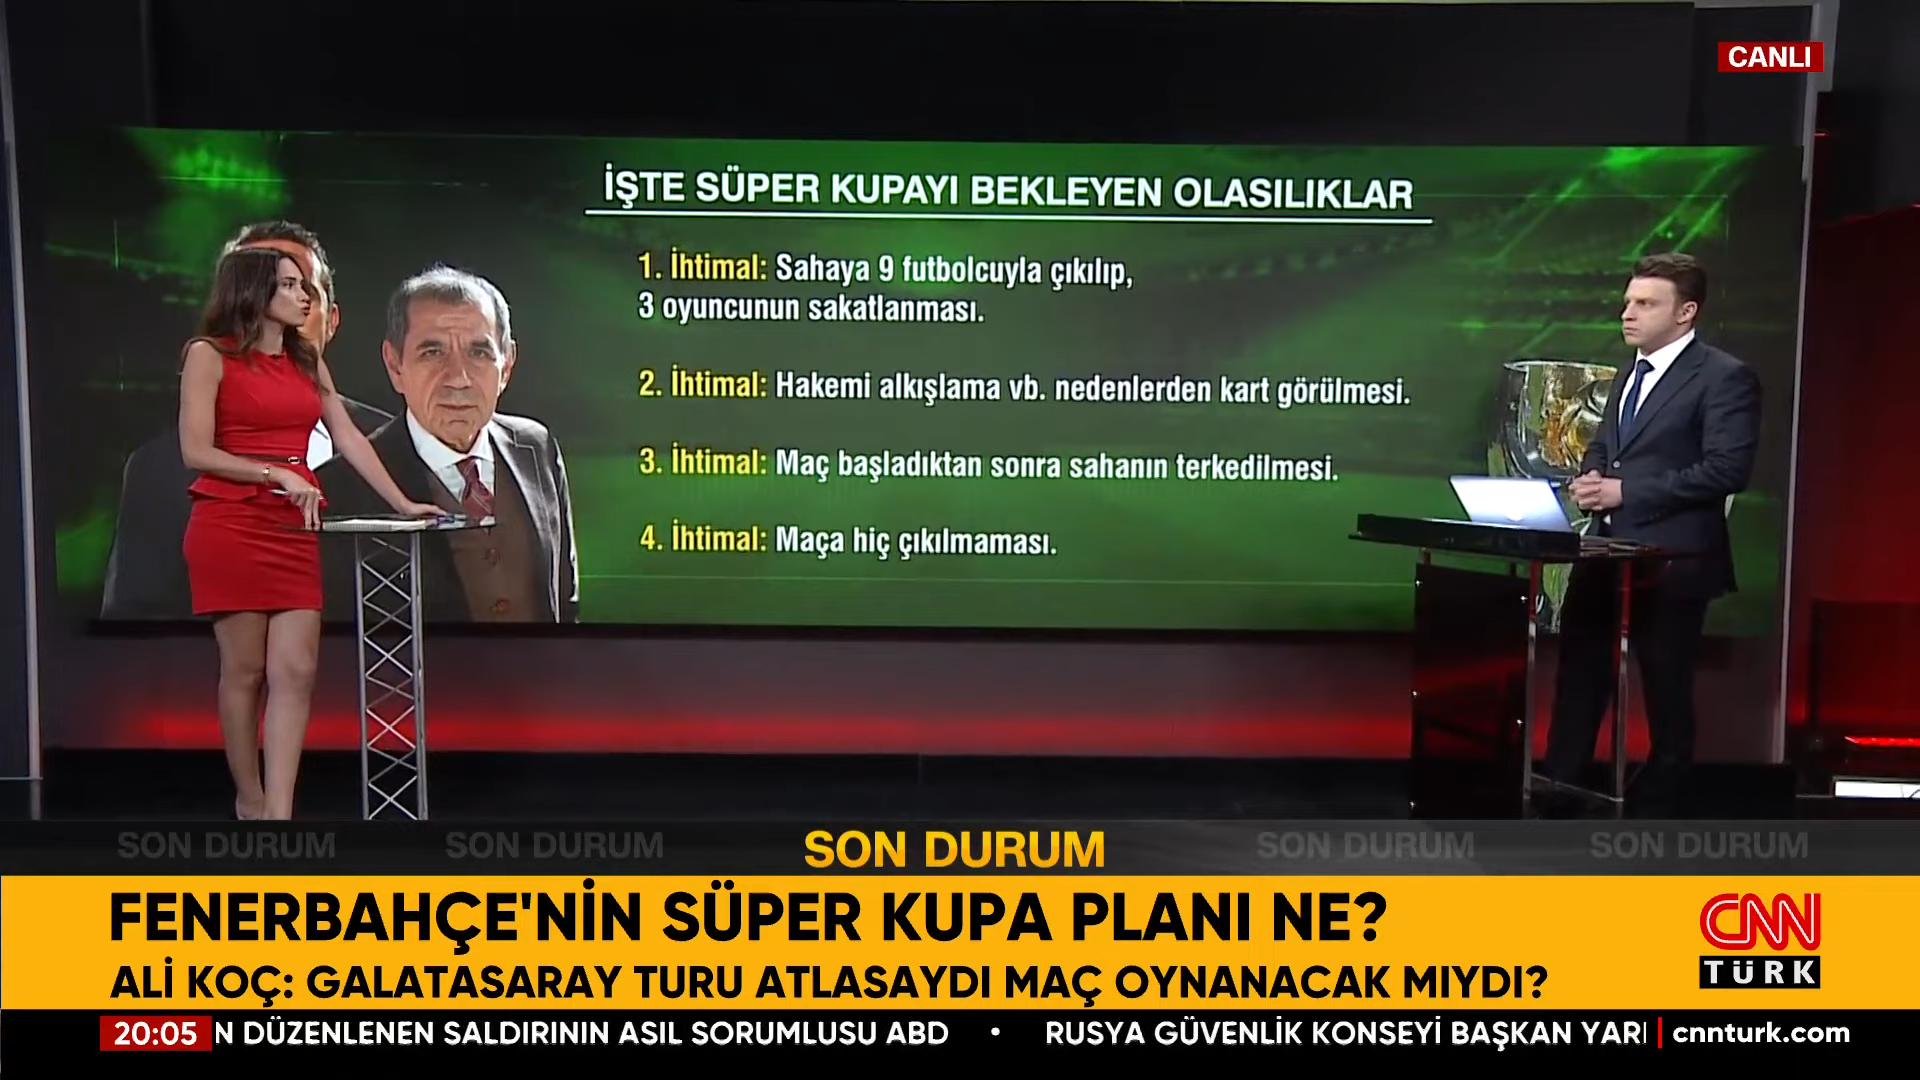 CANLI
İŞTE SÜPER KUPAYI BEKLEYEN OLASILIKLAR
1. İhtimal: Sahaya 9 futbolcuyla çıkılıp,
3 oyuncunun sakatlanması.
2. İhtimal: Hakemi alkışlama vb. nedenlerden kart görülmesi.
3. İhtimal: Maç başladıktan sonra sahanın terkedilmesi.
4. İhtimal: Maça hiç çıkılmaması.
SON DURUM SON DURUM SON DURUM SON DURUM SON DURUM
FENERBAHÇE'NİN SÜPER KUPA PLANI NE?
ALİ KOÇ: GALATASARAY TURU ATLASAYDI MAÇ OYNANACAK MIYDI?
CNN
TÜRK
20:05 N DÜZENLENEN SALDIRININ ASIL SORUMLUSU ABD • RUSYA GÜVENLİK KONSEYİ BAŞKAN YARI cnnturk.com